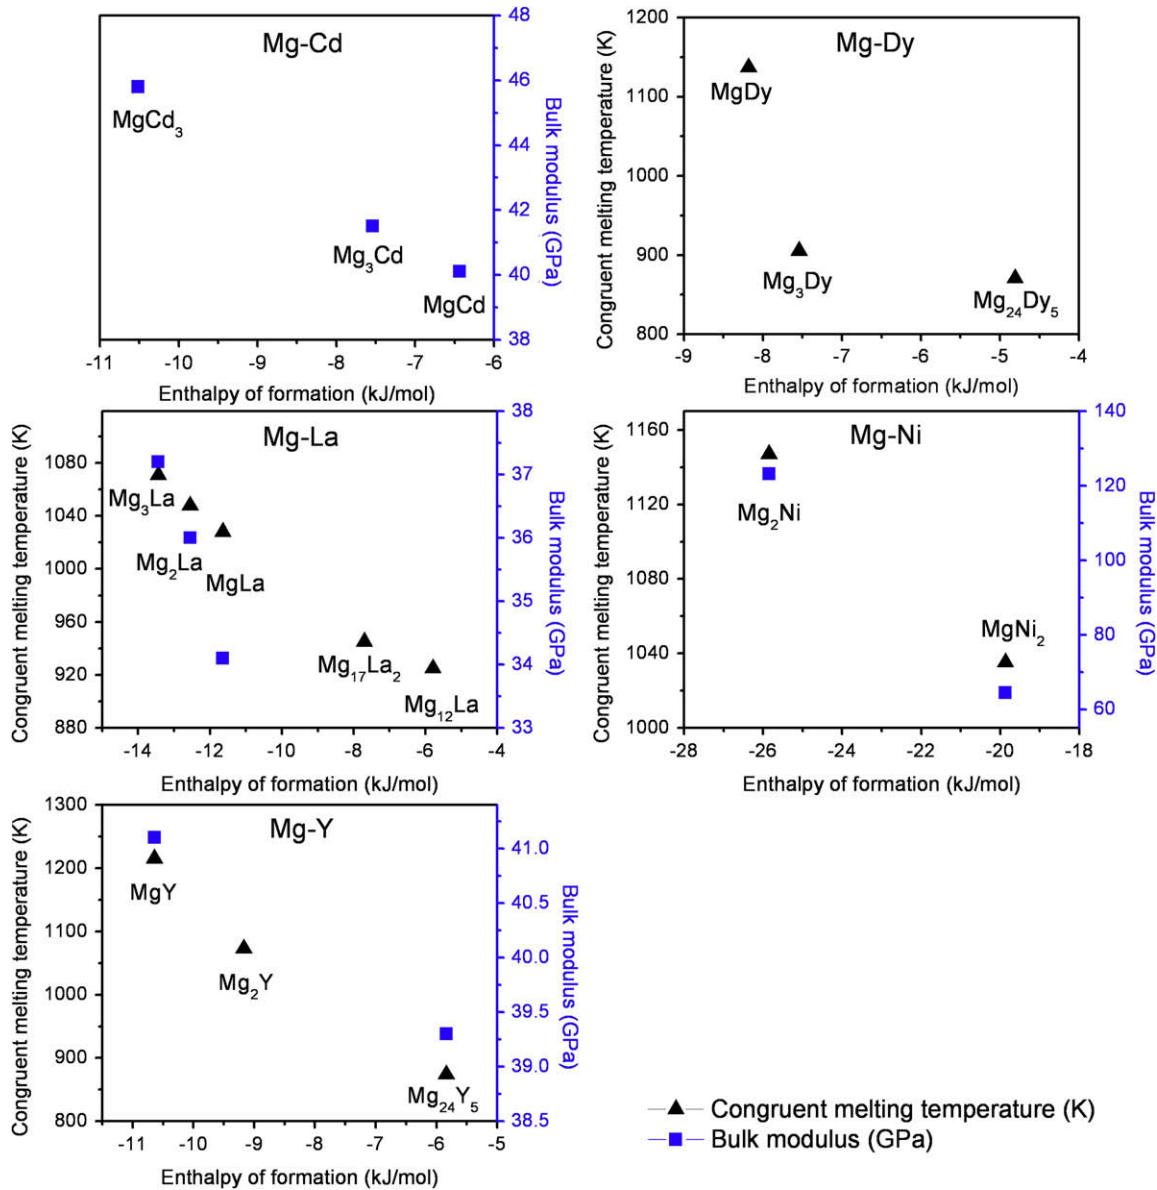 Mg-Cd
MgCd₃
Mg₃Cd
MgCd
48
46
44
42
40
38
Bulk modulus (GPa)
-11 -10 -9 -8 -7 -6
Enthalpy of formation (kJ/mol)
Mg-Dy
Congruent melting temperature (K)
1200
1100
1000
900
800
MgDy
Mg₃Dy
Mg₂₄Dy₅
-9 -8 -7 -6 -5 -4
Enthalpy of formation (kJ/mol)
Mg-La
Congruent melting temperature (K)
1080
1040
1000
960
920
880
Mg₃La
Mg₂La
MgLa
Mg₁₇La₂
Mg₁₂La
38
37
36
35
34
33
Bulk modulus (GPa)
-14 -12 -10 -8 -6 -4
Enthalpy of formation (kJ/mol)
Mg-Ni
Congruent melting temperature (K)
1160
1120
1080
1040
1000
Mg₂Ni
MgNi₂
140
120
100
80
60
Bulk modulus (GPa)
-28 -26 -24 -22 -20 -18
Enthalpy of formation (kJ/mol)
Mg-Y
Congruent melting temperature (K)
1300
1200
1100
1000
900
800
MgY
Mg₂Y
Mg₂₄Y₅
41.0
40.5
40.0
39.5
39.0
38.5
Bulk modulus (GPa)
-11 -10 -9 -8 -7 -6 -5
Enthalpy of formation (kJ/mol)
Congruent melting temperature (K)
Bulk modulus (GPa)